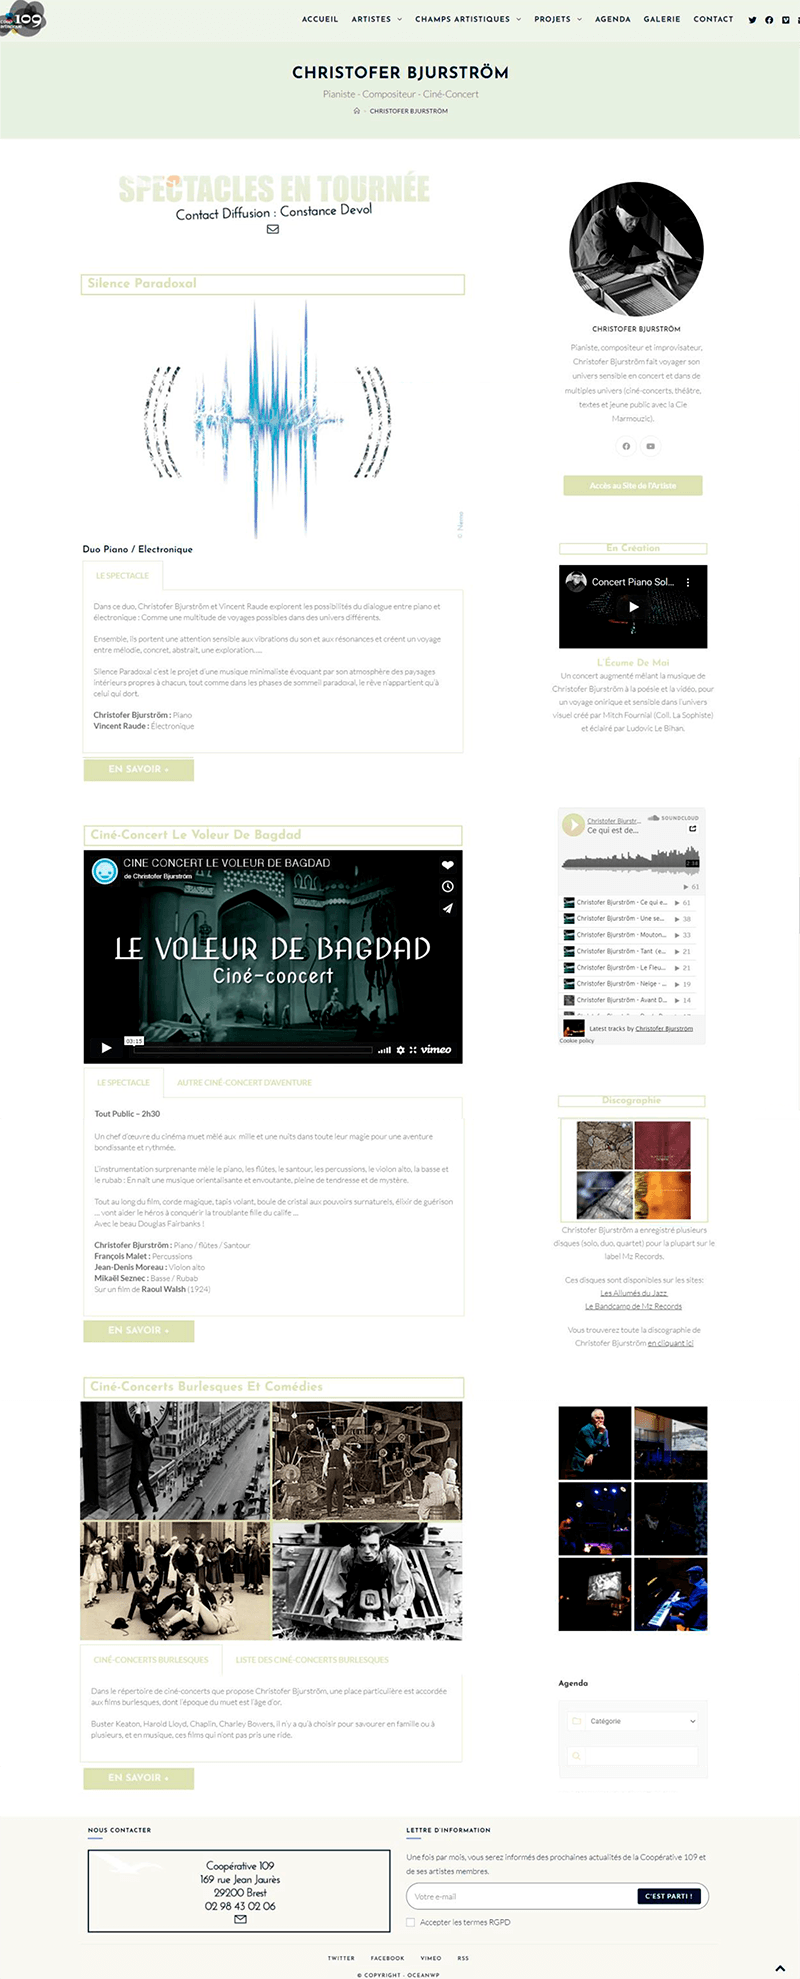 109
ACCUEIL ARTISTES CHAMPS ARTISTIQUES PROJETS AGENDA GALERIE CONTACT
CHRISTOFER BJURSTRÖM
Pianiste - Compositeur - Ciné-Concert
CHRISTOFER BJURSTRÖM
SPECTACLES EN TOURNÉE
Contact Diffusion : Constance Devol
Silence Paradoxal
© Nemo
Duo Piano / Electronique
LE SPECTACLE
Dans ce duo, Christofer Bjurström et Vincent Raude explorent les possibilités du dialogue entre piano et
électronique : Comme une multitude de voyages possibles dans des univers différents.
Ensemble, ils portent une attention sensible aux vibrations du son et aux résonances et créent un voyage
entre mélodie, concret, abstrait, une exploration.....
Silence Paradoxal c'est le projet d'une musique minimaliste évoquant par son atmosphère des paysages
intérieurs propres à chacun, tout comme dans les phases de sommeil paradoxal, le rêve n'appartient qu'à
celui qui dort.
Christofer Bjurström : Piano
Vincent Raude : Électronique
EN SAVOIR +
Ciné-Concert Le Voleur De Bagdad
CINE CONCERT LE VOLEUR DE BAGDAD
de Christofer Bjurström
LE VOLEUR DE BAGDAD
Ciné-concert
03:15
vimeo
LE SPECTACLE AUTRE CINÉ-CONCERT D'AVENTURE
Tout Public – 2h30
Un chef d'œuvre du cinéma muet mêlé aux mille et une nuits dans toute leur magie pour une aventure
bondissante et rythmée.
L'instrumentation surprenante mêle le piano, les flûtes, le santour, les percussions, le violon alto, la basse et
le rubab : En naît une musique orientalisante et envoutante, pleine de tendresse et de mystère.
Tout au long du film, corde magique, tapis volant, boule de cristal aux pouvoirs surnaturels, élixir de guérison
... vont aider le héros à conquérir la troublante fille du calife ...
Avec le beau Douglas Fairbanks !
Christofer Bjurström : Piano / flûtes / Santour
François Malet : Percussions
Jean-Denis Moreau : Violon alto
Mikaël Seznec : Basse / Rubab
Sur un film de Raoul Walsh (1924)
EN SAVOIR +
Ciné-Concerts Burlesques Et Comédies
CINÉ-CONCERTS BURLESQUES LISTE DES CINÉ-CONCERTS BURLESQUES
Dans le répertoire de ciné-concerts que propose Christofer Bjurström, une place particulière est accordée
aux films burlesques, dont l'époque du muet est l'âge d'or.
Buster Keaton, Harold Lloyd, Chaplin, Charley Bowers, il n'y a qu'à choisir pour savourer en famille ou à
plusieurs, et en musique, ces films qui n'ont pas pris une ride.
EN SAVOIR +
CHRISTOFER BJURSTRÖM
Pianiste, compositeur et improvisateur,
Christofer Bjurström fait voyager son
univers sensible en concert et dans de
multiples univers (ciné-concerts, théâtre,
textes et jeune public avec la Cie
Marmouzic).
Accès au Site de l'Artiste
En Création
Concert Piano Sol...
L'Écume De Moi
Un concert augmenté mêlant la musique de
Christofer Bjurström à la poésie et la vidéo, pour
un voyage onirique et sensible dans l'univers
visuel créé par Mitch Fournial (Coll. La Sophiste)
et éclairé par Ludovic Le Bihan.
Christofer Bjurstr... SOUNDCLOUD
Ce qui est de...
2:38
61
Christofer Bjurström - Ce qui e... 61
Christofer Bjurström - Une se... 38
Christofer Bjurström - Mouton... 33
Christofer Bjurström - Tant (e... 21
Christofer Bjurström - Le Fleu... 21
Christofer Bjurström - Neige - ... 19
Christofer Bjurström - Avant D... 14
Latest tracks by Christofer Bjurström
Cookie policy
Discographie
Christofer Bjurström a enregistré plusieurs
disques (solo, duo, quartet) pour la plupart sur le
label Mz Records.
Ces disques sont disponibles sur les sites:
Les Allumés du Jazz
Le Bandcamp de Mz Records
Vous trouverez toute la discographie de
Christofer Bjurström en cliquant ici
Agenda
Catégorie
NOUS CONTACTER
Coopérative 109
169 rue Jean Jaurès
29200 Brest
02 98 43 02 06
LETTRE D'INFORMATION
Une fois par mois, vous serez informés des prochaines actualités de la Coopérative 109 et
de ses artistes membres.
Votre e-mail
C'EST PARTI !
Accepter les termes RGPD
TWITTER FACEBOOK VIMEO RSS
© COPYRIGHT - OCEANWP